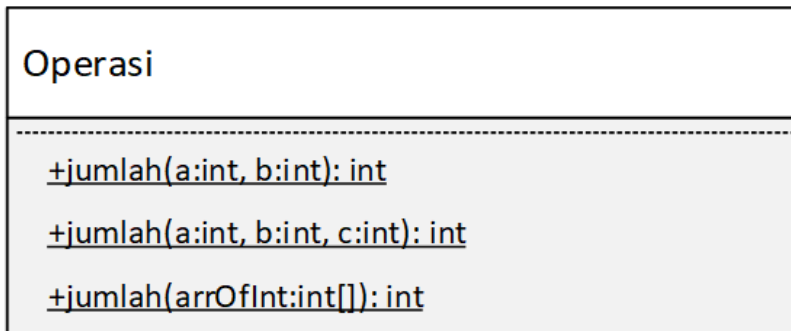 Operasi
+jumlah(a:int, b:int): int
+jumlah(a:int, b:int, c:int): int
+jumlah(arrOfInt:int[]): int